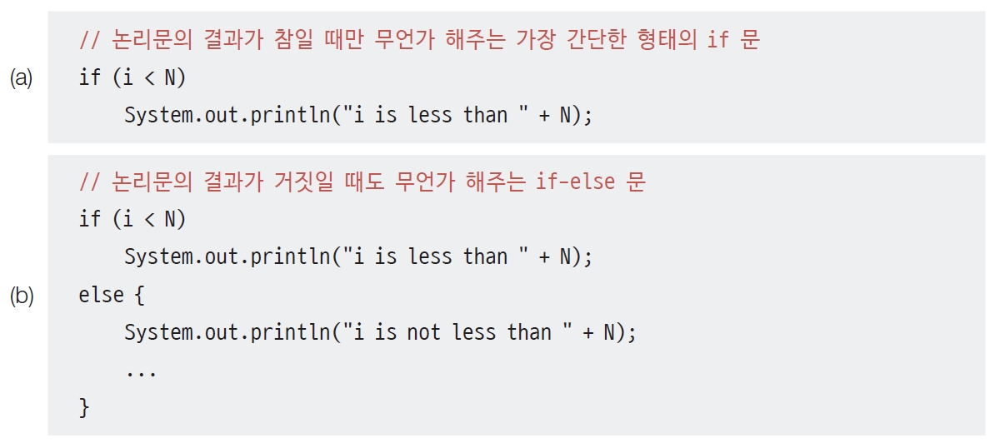 // 논리문의 결과가 참일 때만 무언가 해주는 가장 간단한 형태의 if 문
(a) if (i < N)
System.out.println("i is less than " + N);
// 논리문의 결과가 거짓일 때도 무언가 해주는 if-else 문
if (i < N)
System.out.println("i is less than " + N);
(b) else {
System.out.println("i is not less than " + N);
...
}